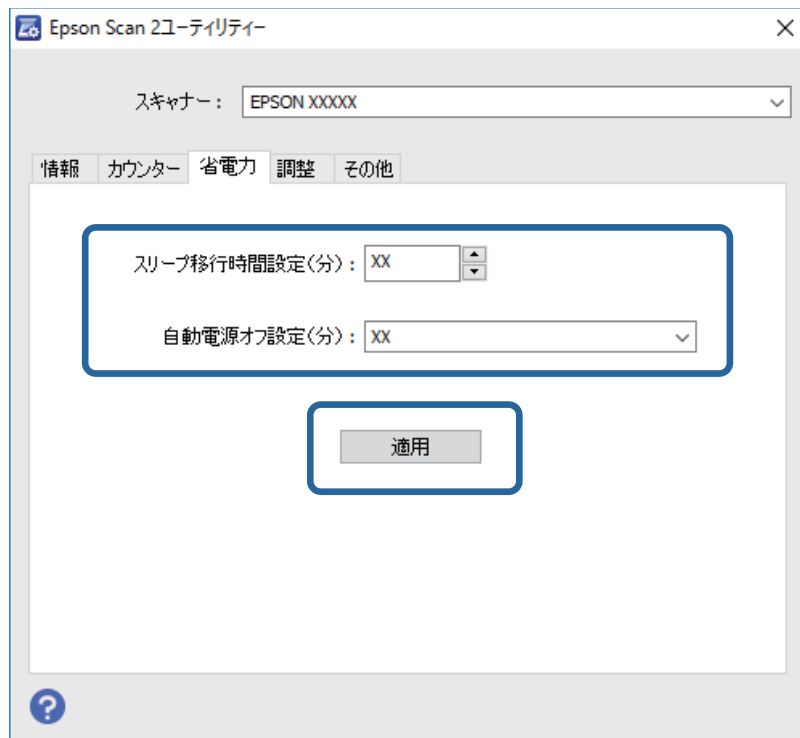 Epson Scan 2ユーティリティー
スキャナー： EPSON XXXXX
情報 カウンター 省電力 調整 その他
スリープ移行時間設定(分)： XX
自動電源オフ設定(分)： XX
適用
?